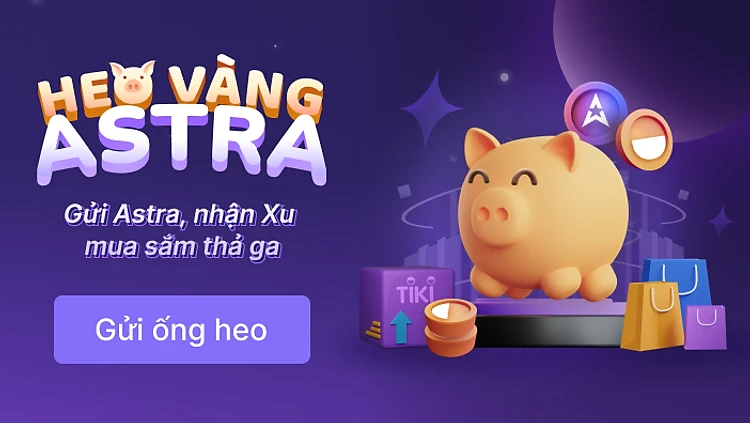 HEO VÀNG
ASTRA
Gửi Astra, nhận Xu
mua sắm thả ga
Gửi ống heo
TIKI